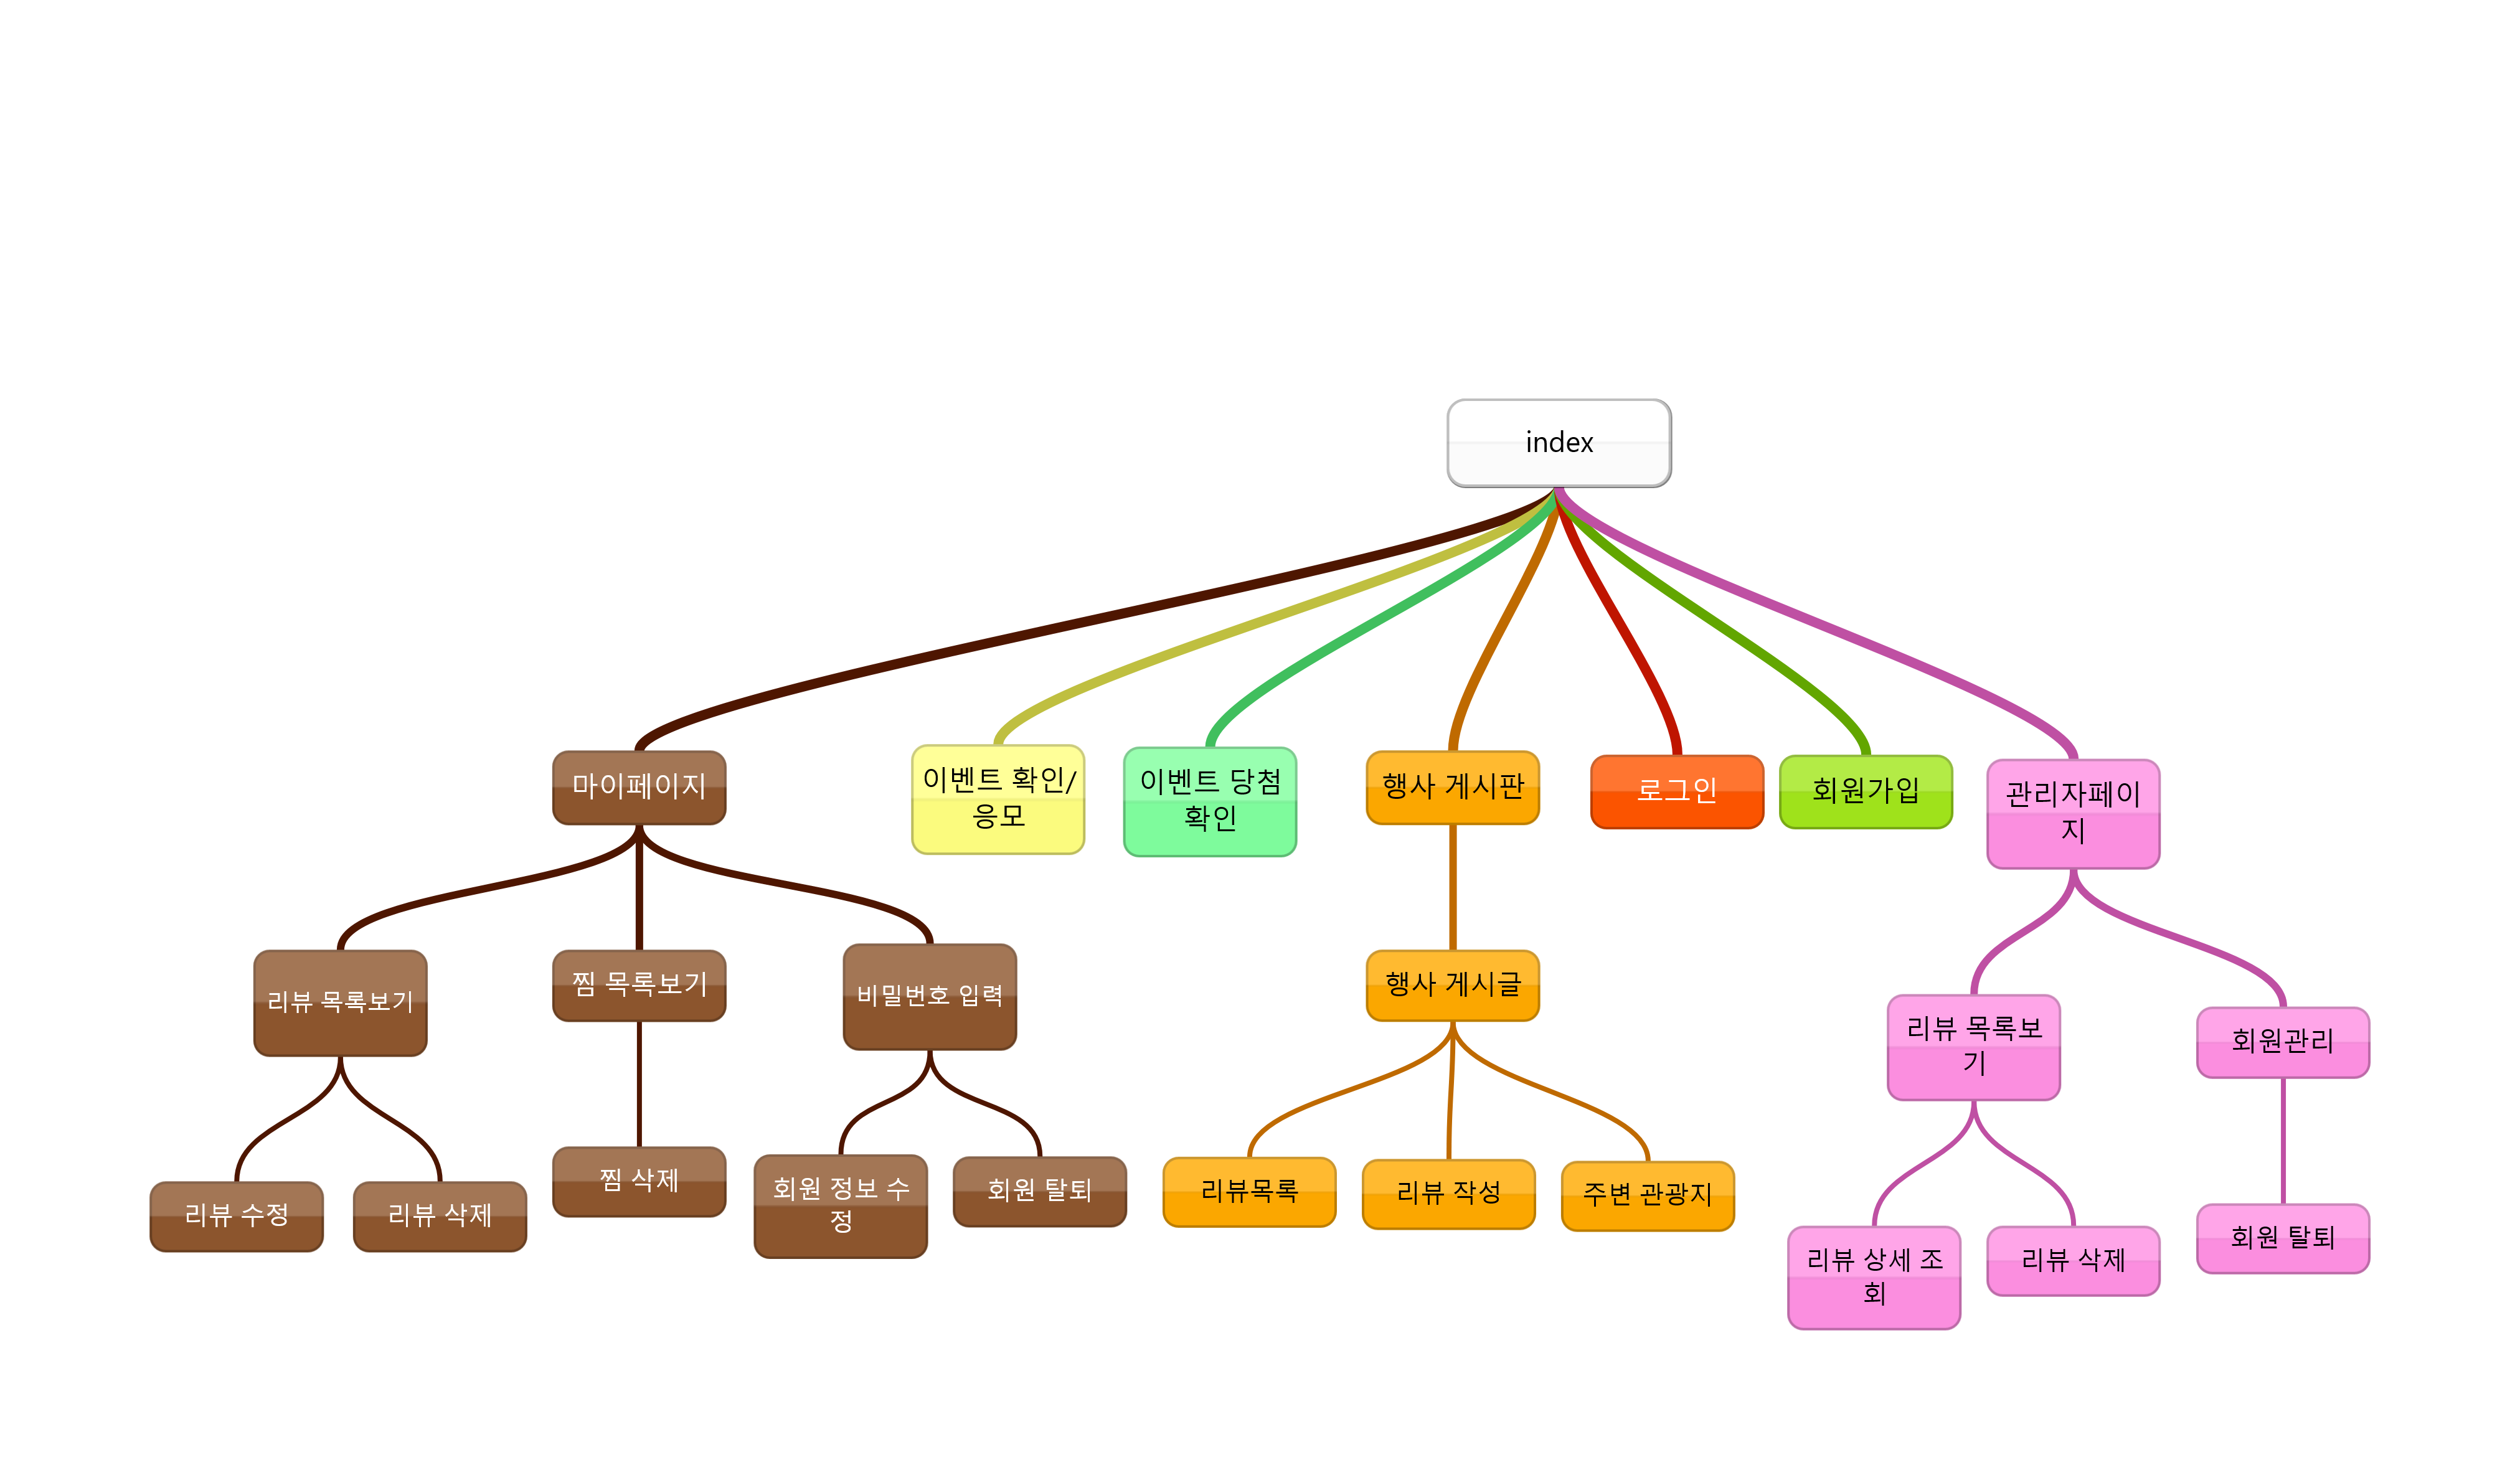 index
마이페이지
이벤트 확인/
응모
이벤트 당첨
확인
행사 게시판
로그인
회원가입
관리자페이
지
리뷰 목록보기
찜 목록보기
비밀번호 입력
행사 게시글
리뷰 목록보
기
회원관리
리뷰 수정
리뷰 삭제
찜 삭제
회원 정보 수
정
회원 탈퇴
리뷰목록
리뷰 작성
주변 관광지
리뷰 상세 조
회
리뷰 삭제
회원 탈퇴